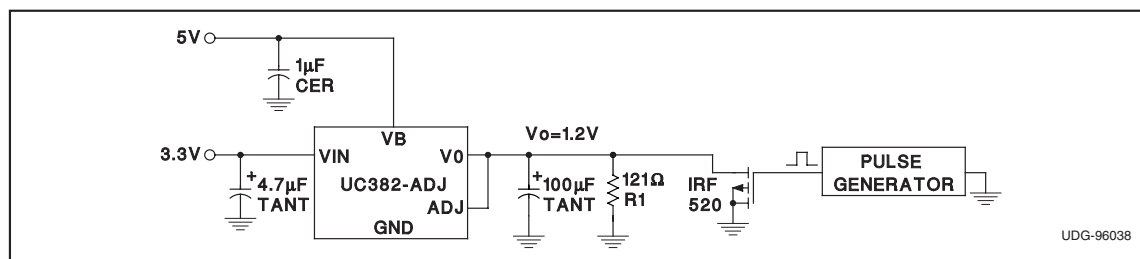 5V
1µF
CER
3.3V
VIN
VB
V0
Vo=1.2V
UC382-ADJ
ADJ
GND
+
4.7µF
TANT
+
100µF
TANT
121Ω
R1
IRF
520
PULSE
GENERATOR
UDG-96038